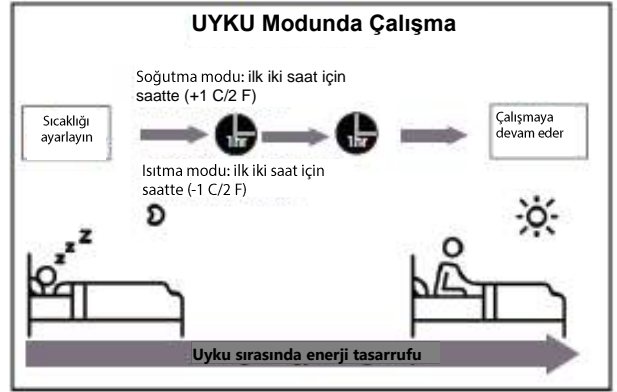 UYKU Modunda Çalışma
Soğutma modu: ilk iki saat için
saatte (+1 C/2 F)
Sıcaklığı
ayarlayın
1hr
1hr
Çalışmaya
devam eder
Isıtma modu: ilk iki saat için
saatte (-1 C/2 F)
z z z
Uyku sırasında enerji tasarrufu